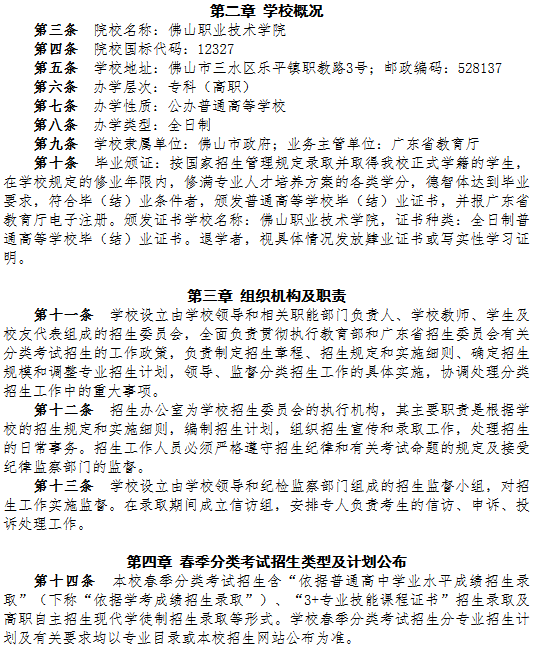 第二章 学校概况
第三条 院校名称：佛山职业技术学院
第四条 院校国标代码：12327
第五条 学校地址：佛山市三水区乐平镇职教路3号；邮政编码：528137
第六条 办学层次：专科（高职）
第七条 办学性质：公办普通高等学校
第八条 办学类型：全日制
第九条 学校隶属单位：佛山市政府；业务主管单位：广东省教育厅
第十条 毕业颁证：按国家招生管理规定录取并取得我校正式学籍的学生，
在学校规定的修业年限内，修满专业人才培养方案的各类学分，德智体达到毕业
要求，符合毕（结）业条件者，颁发普通高等学校毕（结）业证书，并报广东省
教育厅电子注册。颁发证书学校名称：佛山职业技术学院，证书种类：全日制普
通高等学校毕（结）业证书。退学者，视具体情况发放肄业证书或写实性学习证
明。
第三章 组织机构及职责
第十一条 学校设立由学校领导和相关职能部门负责人、学校教师、学生及
校友代表组成的招生委员会，全面负责贯彻执行教育部和广东省招生委员会有关
分类考试招生的工作政策，负责制定招生章程、招生规定和实施细则、确定招生
规模和调整专业招生计划，领导、监督分类招生工作的具体实施，协调处理分类
招生工作中的重大事项。
第十二条 招生办公室为学校招生委员会的执行机构，其主要职责是根据学
校的招生规定和实施细则，编制招生计划，组织招生宣传和录取工作，处理招生
的日常事务。招生工作人员必须严格遵守招生纪律和有关考试命题的规定及接受
纪律监察部门的监督。
第十三条 学校设立由学校领导和纪检监察部门组成的招生监督小组，对招
生工作实施监督。在录取期间成立信访组，安排专人负责考生的信访、申诉、投
诉处理工作。
第四章 春季分类考试招生类型及计划公布
第十四条 本校春季分类考试招生含“依据普通高中学业水平成绩招生录
取”（下称“依据学考成绩招生录取”）、“3+专业技能课程证书”招生录取及
高职自主招生现代学徒制招生录取等形式。学校春季分类考试招生分专业招生计
划及有关要求均以专业目录或本校招生网站公布为准。